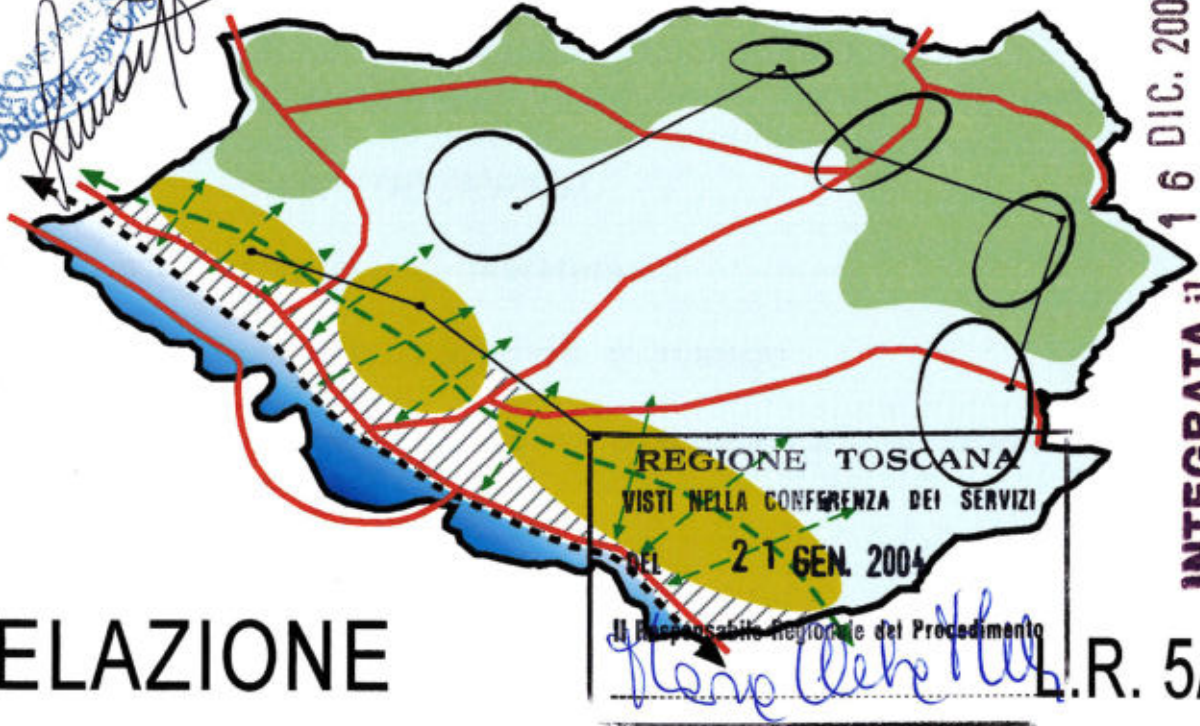 REGIONE TOSCANA
VISTI NELLA CONFERENZA DEI SERVIZI
DEL 21 GEN. 2004
Il Responsabile Regionale del Procedimento
ELAZIONE
L.R. 5/
INTEGRATA il 16 DIC. 200